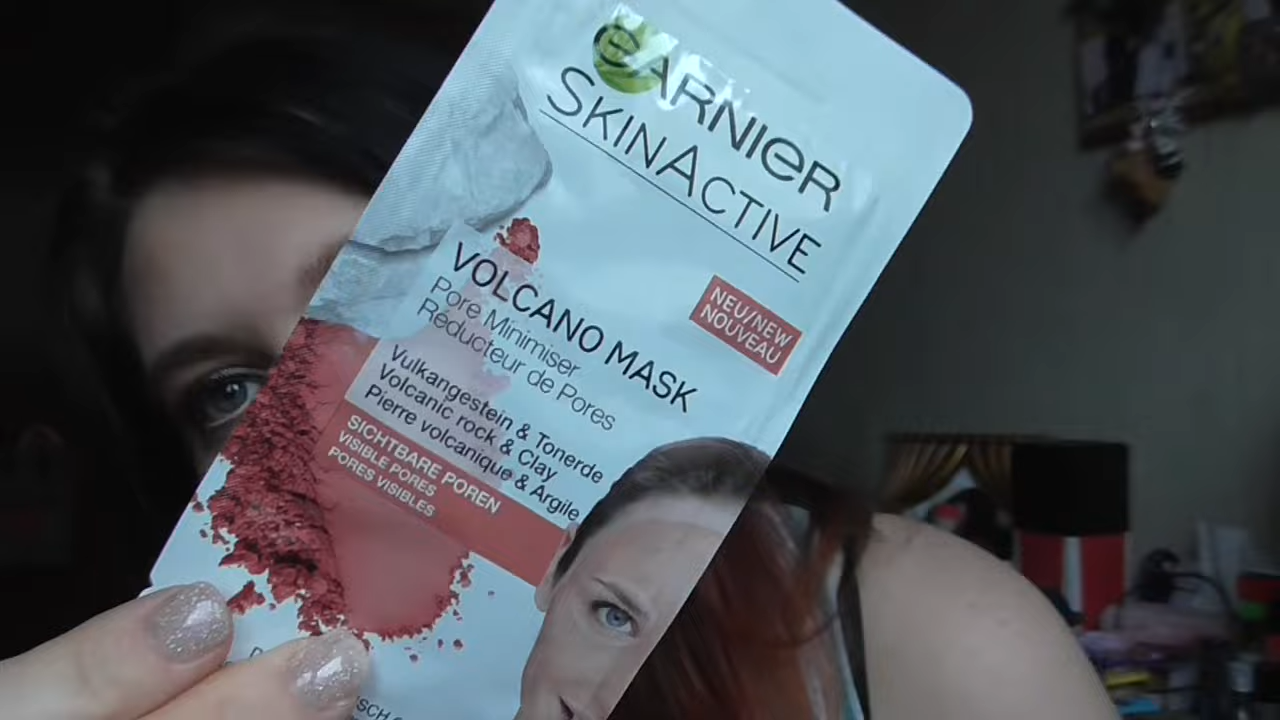 GARNIER
SKINACTIVE
NEU/NEW
NOUVEAU
VOLCANO MASK
Pore Minimiser
Réducteur de Pores
Vulkangestein & Tonerde
Volcanic rock & Clay
Pierre volcanique & Argile
SICHTBARE POREN
VISIBLE PORES
PORES VISIBLES